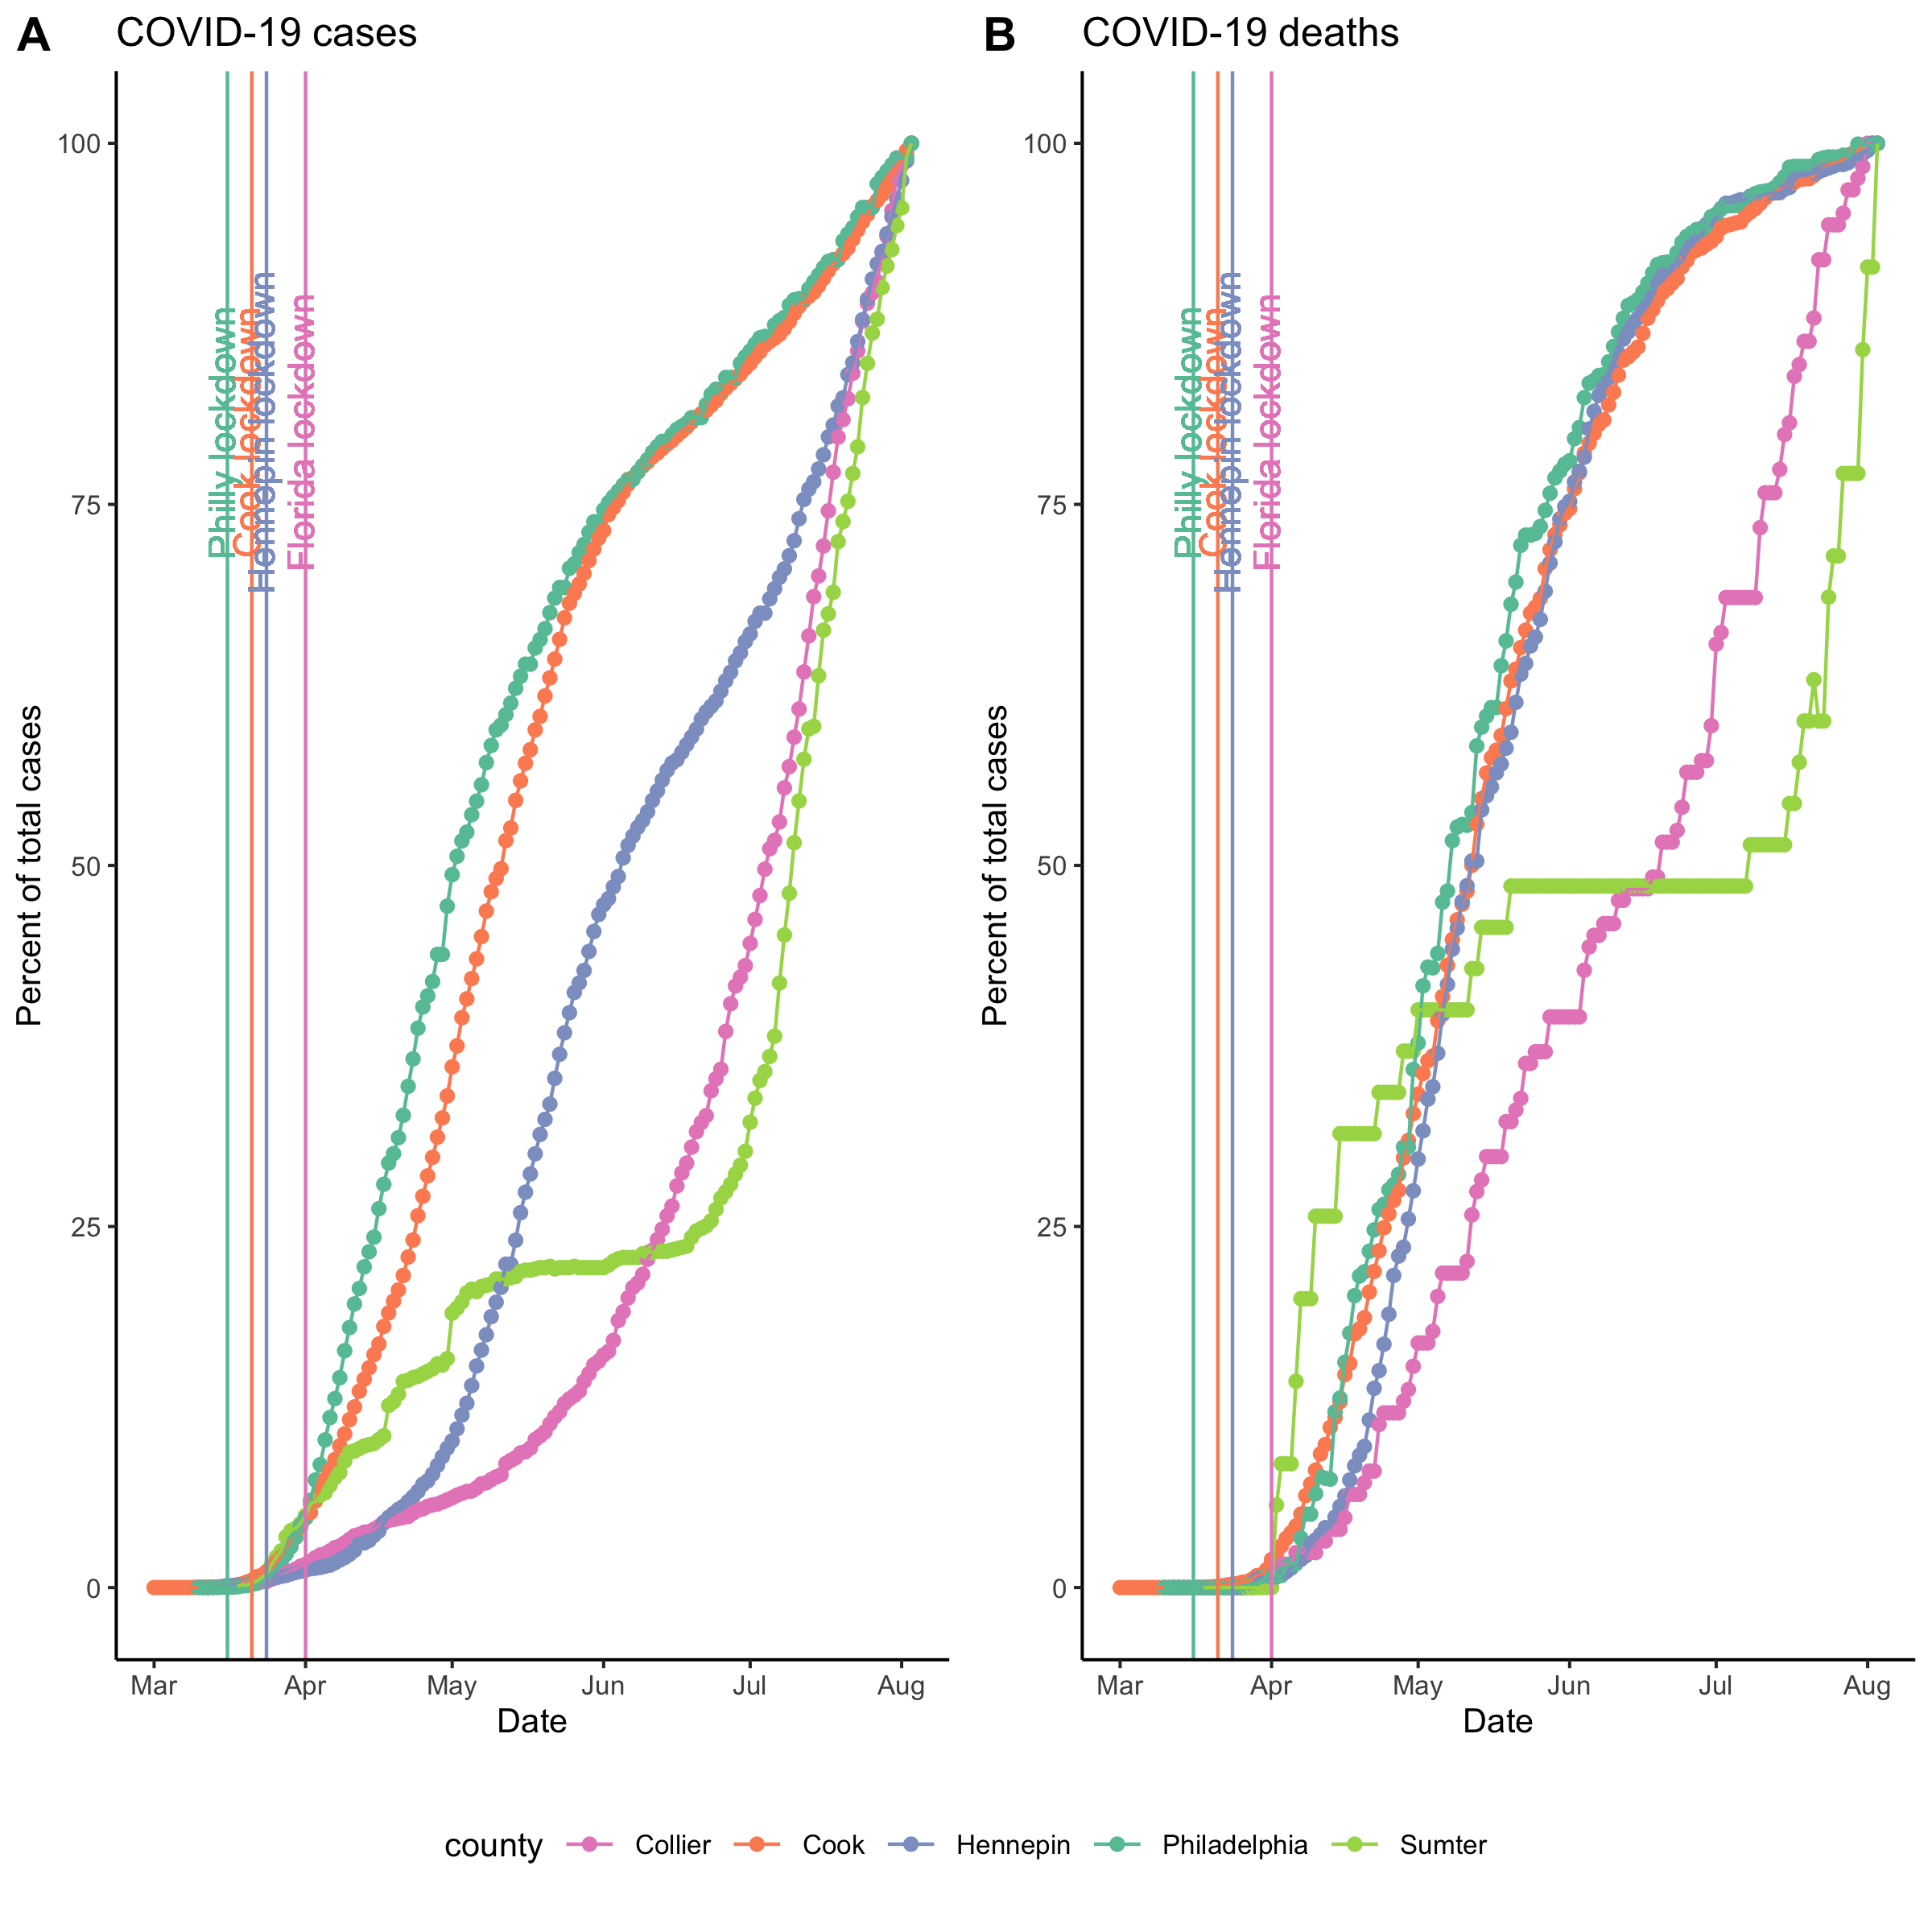 A COVID-19 cases
B COVID-19 deaths
100
75
50
25
0
Percent of total cases
Philly lockdown
Cook lockdown
Hennepin lockdown
Florida lockdown
Mar Apr May Jun Jul Aug
Date
100
75
50
25
0
Percent of total cases
Philly lockdown
Cook lockdown
Hennepin lockdown
Florida lockdown
Mar Apr May Jun Jul Aug
Date
county Collier Cook Hennepin Philadelphia Sumter